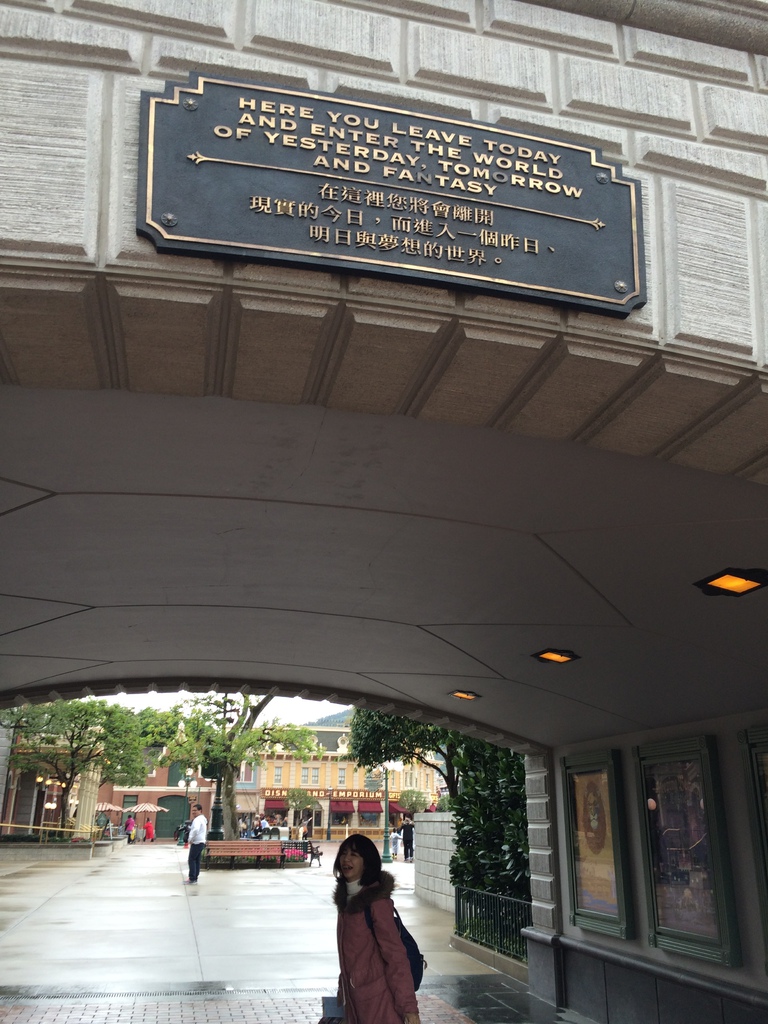 HERE YOU LEAVE TODAY
AND ENTER THE WORLD
OF YESTERDAY, TOMORROW
AND FANTASY
在這裡您將會離開
現實的今日，而進入一個昨日、
明日與夢想的世界。
DISNEYLAND EMPORIUM